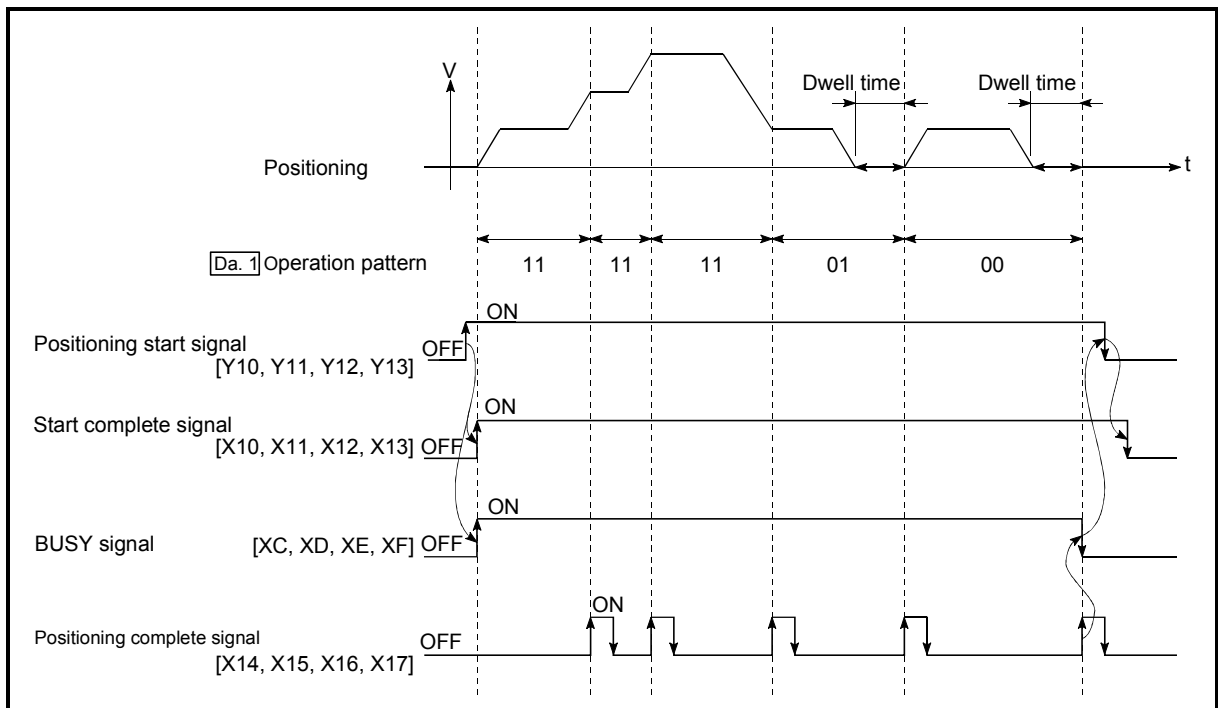 V
Dwell time Dwell time
Positioning t
Da. 1 Operation pattern 11 11 11 01 00
ON
Positioning start signal OFF
[Y10, Y11, Y12, Y13]
ON
Start complete signal
[X10, X11, X12, X13] OFF
ON
BUSY signal [XC, XD, XE, XF] OFF
ON
Positioning complete signal OFF
[X14, X15, X16, X17]